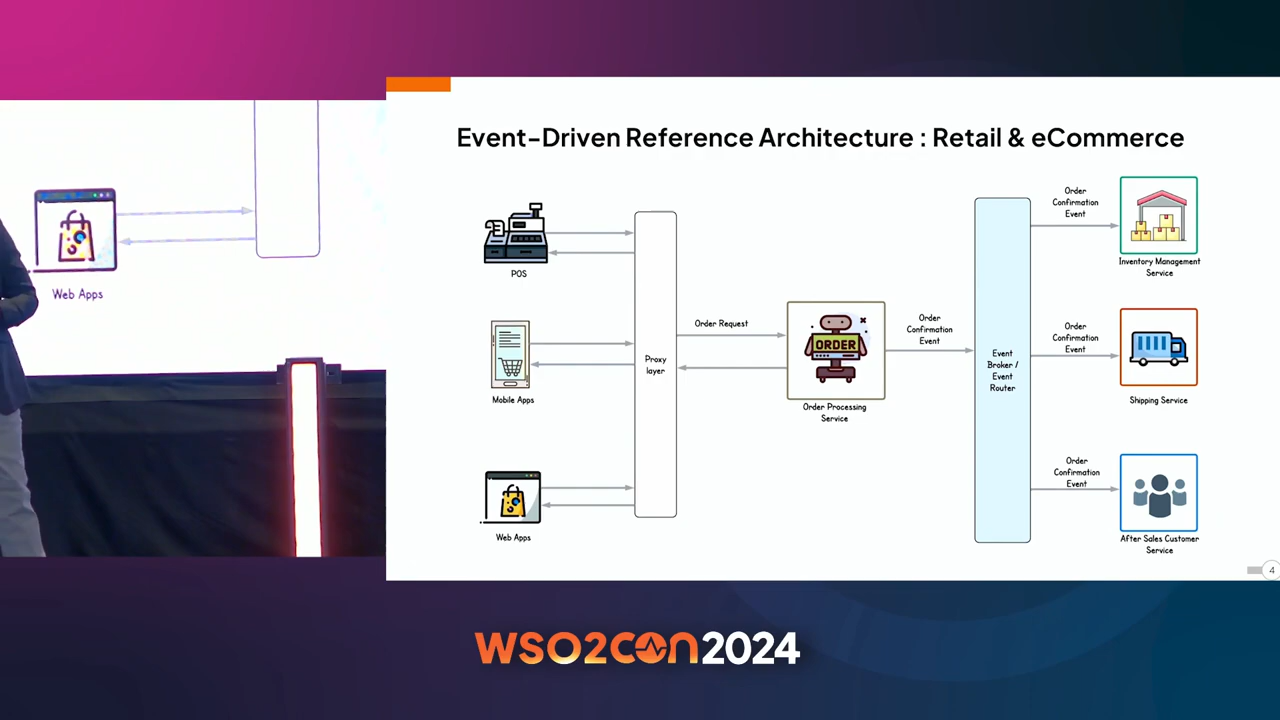 Web Apps
Event-Driven Reference Architecture : Retail & eCommerce
POS
Mobile Apps
Web Apps
Proxy
layer
Order Request
ORDER
Order Processing
Service
Order
Confirmation
Event
Event
Broker /
Event
Router
Order
Confirmation
Event
Inventory Management
Service
Order
Confirmation
Event
Shipping Service
Order
Confirmation
Event
After Sales Customer
Service
4
WSO2CON2024